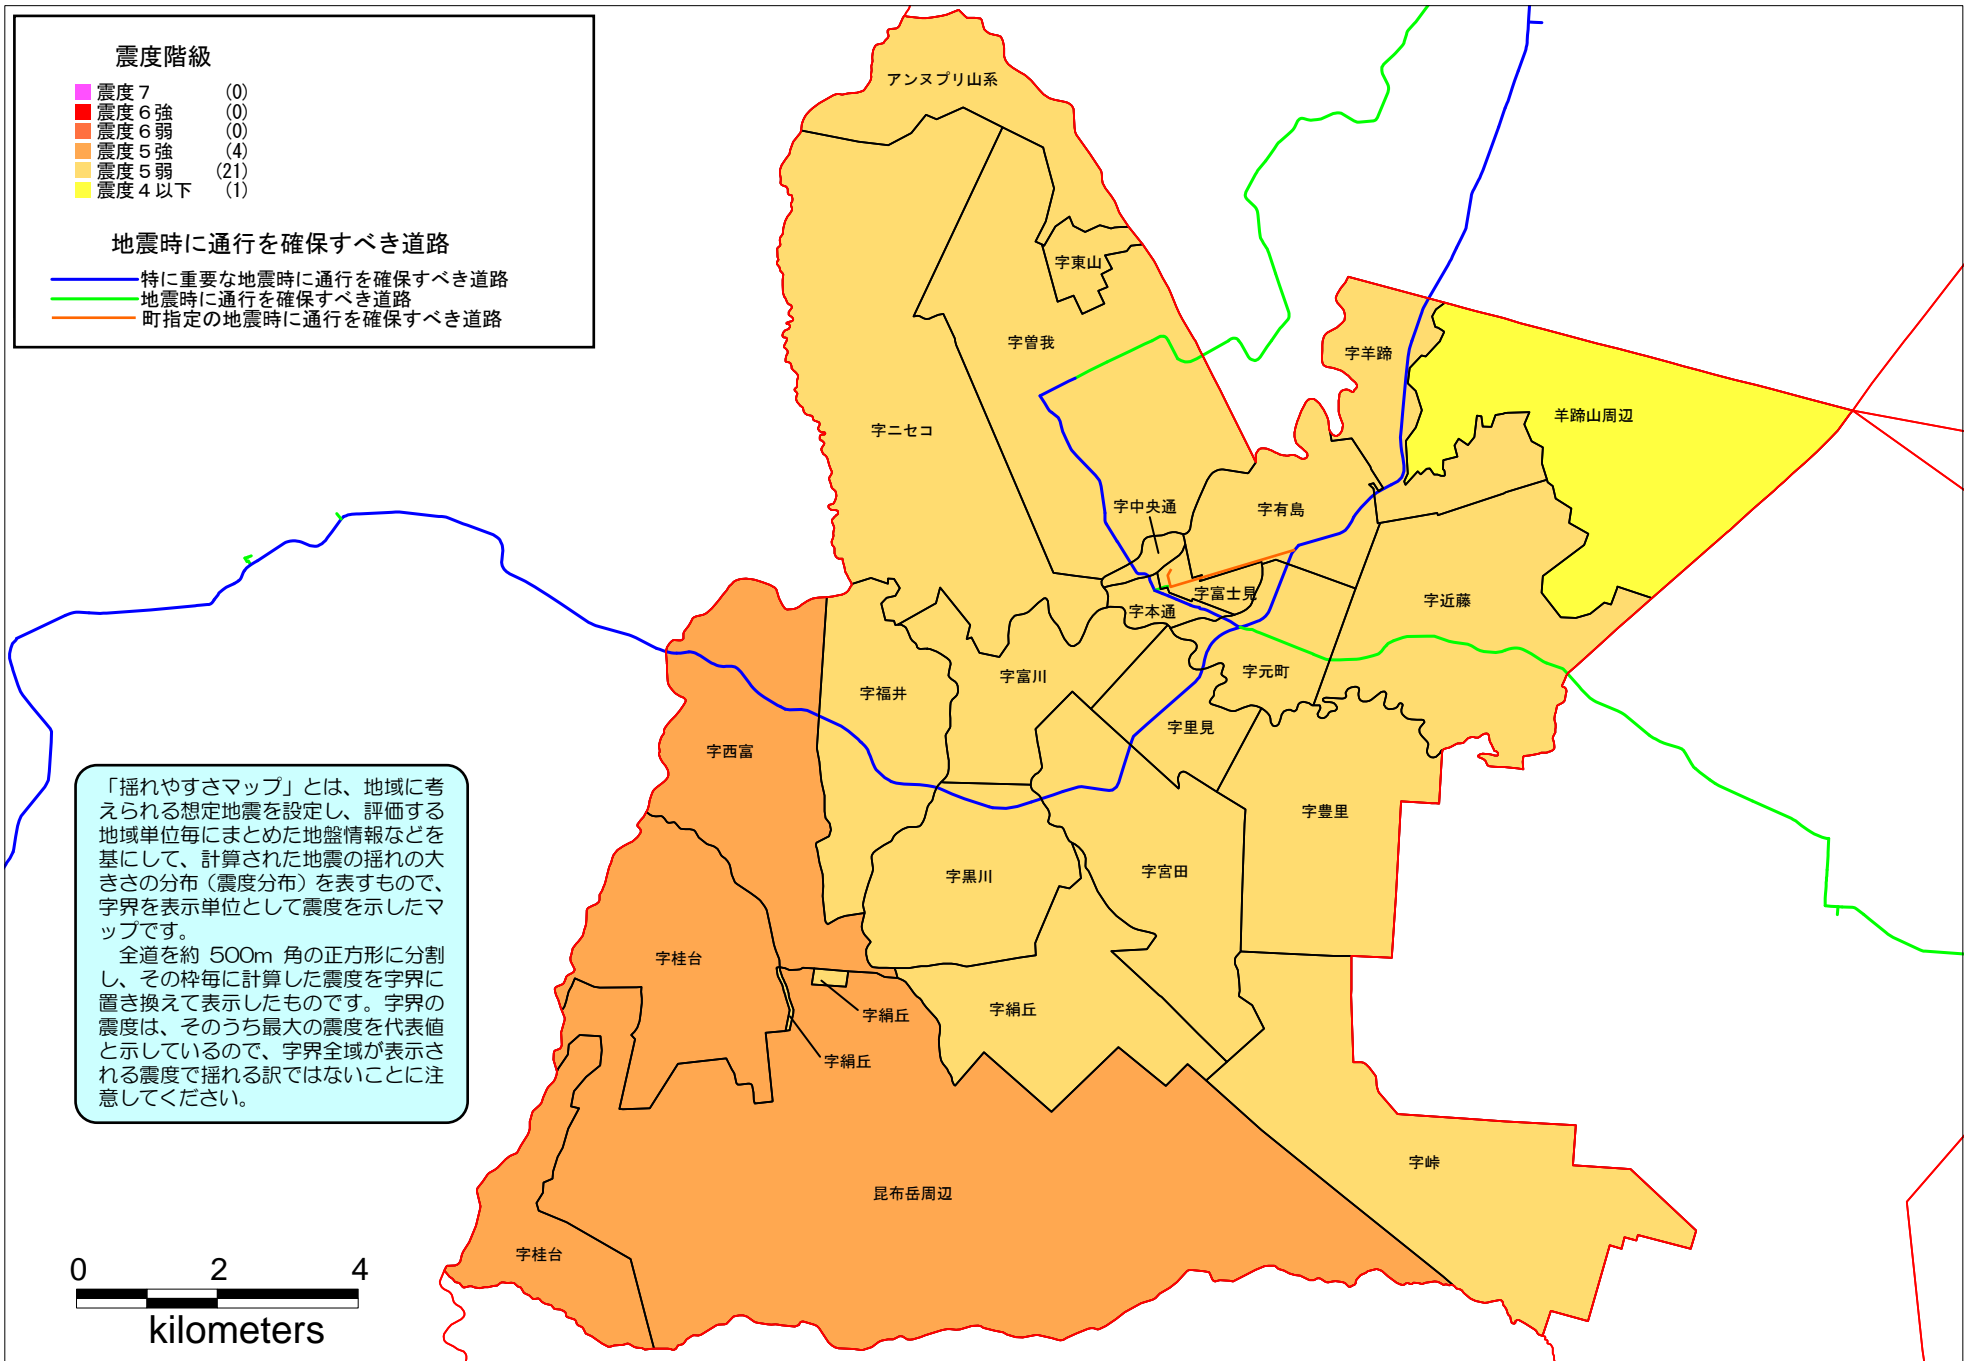 震度階級
震度７ (0)
震度６強 (0)
震度６弱 (0)
震度５強 (4)
震度５弱 (21)
震度４以下 (1)
地震時に通行を確保すべき道路
特に重要な地震時に通行を確保すべき道路
地震時に通行を確保すべき道路
町指定の地震時に通行を確保すべき道路
アンヌプリ山系
字東山
字曽我
字羊蹄
羊蹄山周辺
字ニセコ
字中央通
字有島
字富士見
字近藤
字本通
字元町
字富川
字福井
字里見
字西富
字豊里
字宮田
字黒川
字桂台
字絹丘
字絹丘
字絹丘
字峠
昆布岳周辺
字桂台
「揺れやすさマップ」とは、地域に考
えられる想定地震を設定し、評価する
地域単位毎にまとめた地盤情報などを
基にして、計算された地震の揺れの大
きさの分布（震度分布）を表すもので、
字界を表示単位として震度を示したマ
ップです。
全道を約 500m 角の正方形に分割
し、その枠毎に計算した震度を字界に
置き換えて表示したものです。字界の
震度は、そのうち最大の震度を代表値
と示しているので、字界全域が表示さ
れる震度で揺れる訳ではないことに注
意してください。
0 2 4
kilometers